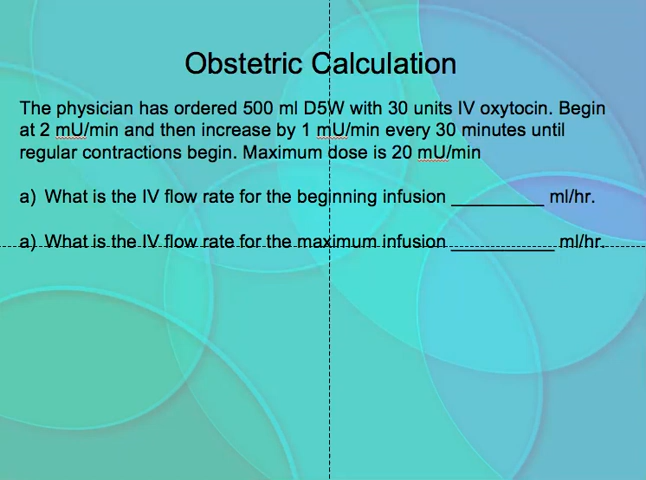 Obstetric Calculation
The physician has ordered 500 ml D5W with 30 units IV oxytocin. Begin
at 2 mU/min and then increase by 1 mU/min every 30 minutes until
regular contractions begin. Maximum dose is 20 mU/min
a) What is the IV flow rate for the beginning infusion __________ ml/hr.
a) What is the IV flow rate for the maximum infusion ___________ ml/hr.